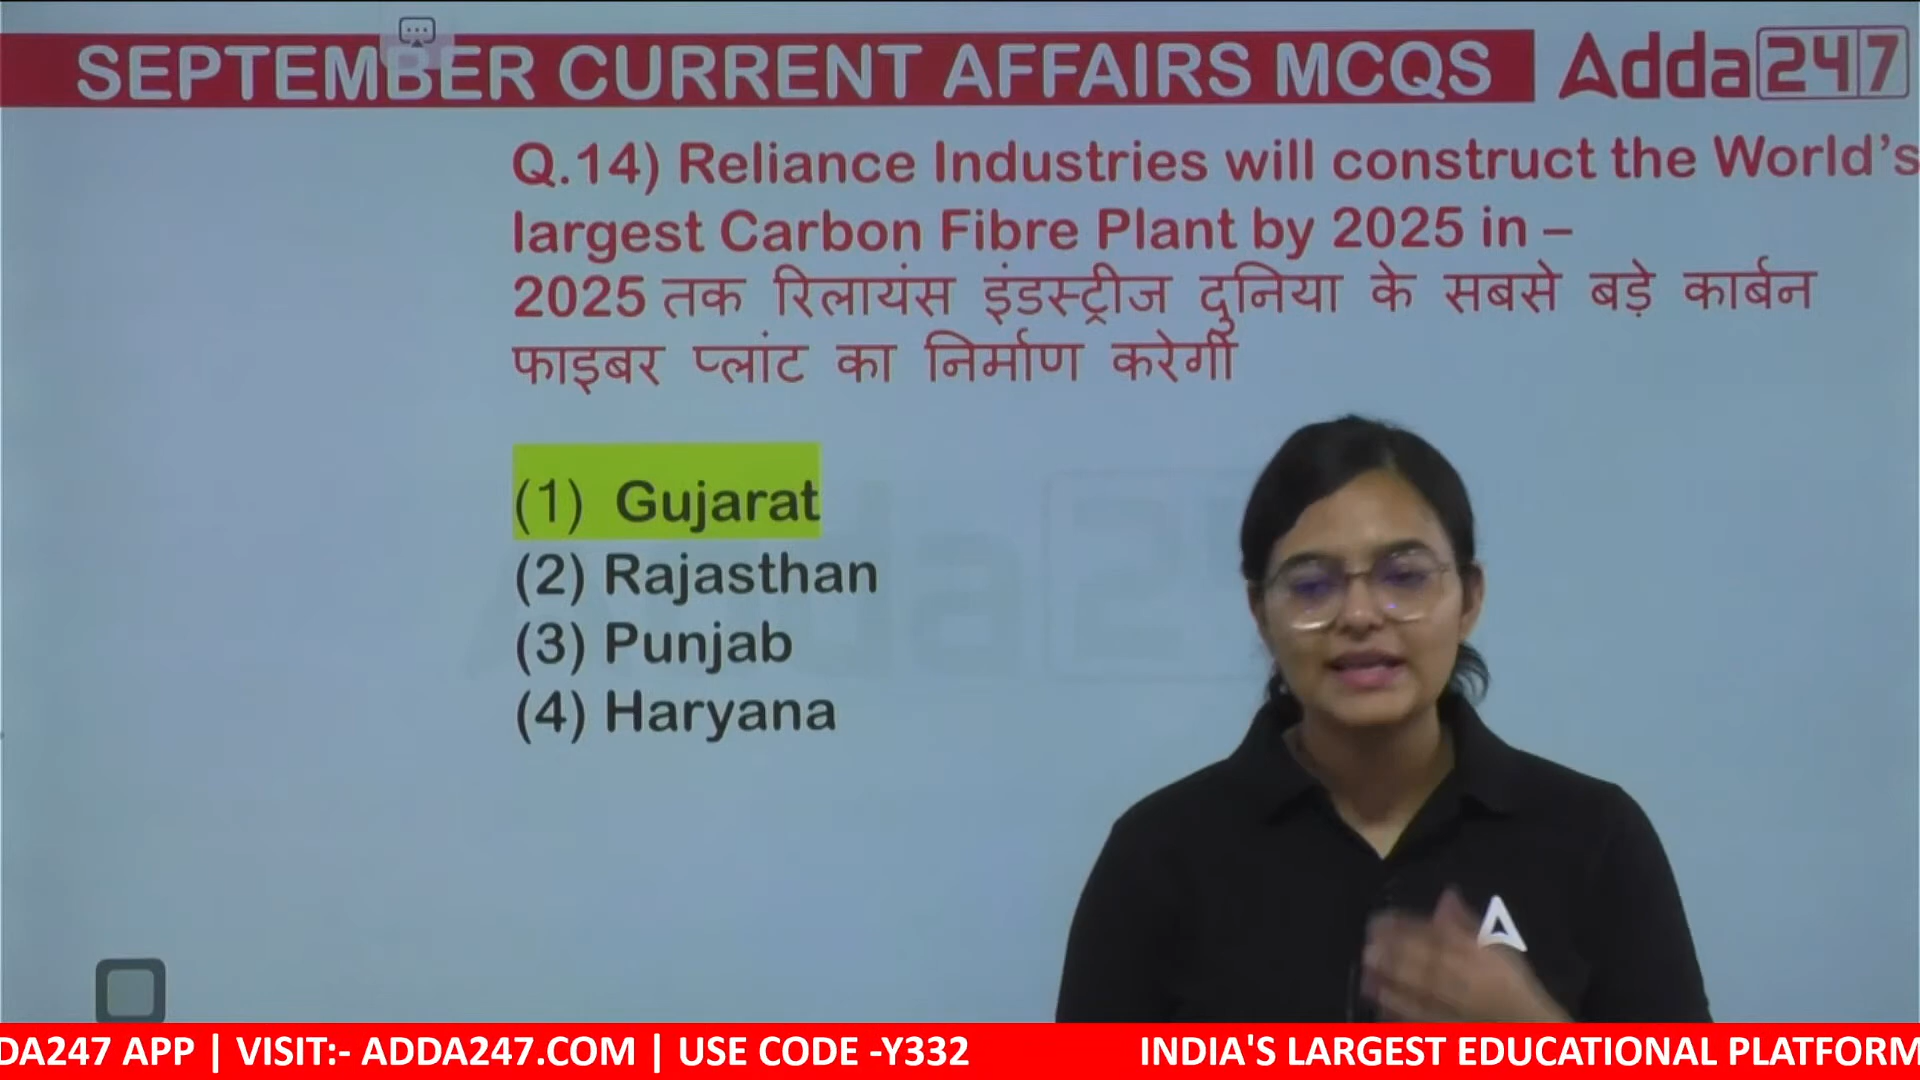 SEPTEMBER CURRENT AFFAIRS MCQS Adda247
Q.14) Reliance Industries will construct the World’s
largest Carbon Fibre Plant by 2025 in –
2025 तक रिलायंस इंडस्ट्रीज दुनिया के सबसे बड़े कार्बन
फाइबर प्लांट का निर्माण करेगी
(1) Gujarat
(2) Rajasthan
(3) Punjab
(4) Haryana
DA247 APP | VISIT:- ADDA247.COM | USE CODE -Y332 INDIA'S LARGEST EDUCATIONAL PLATFORM